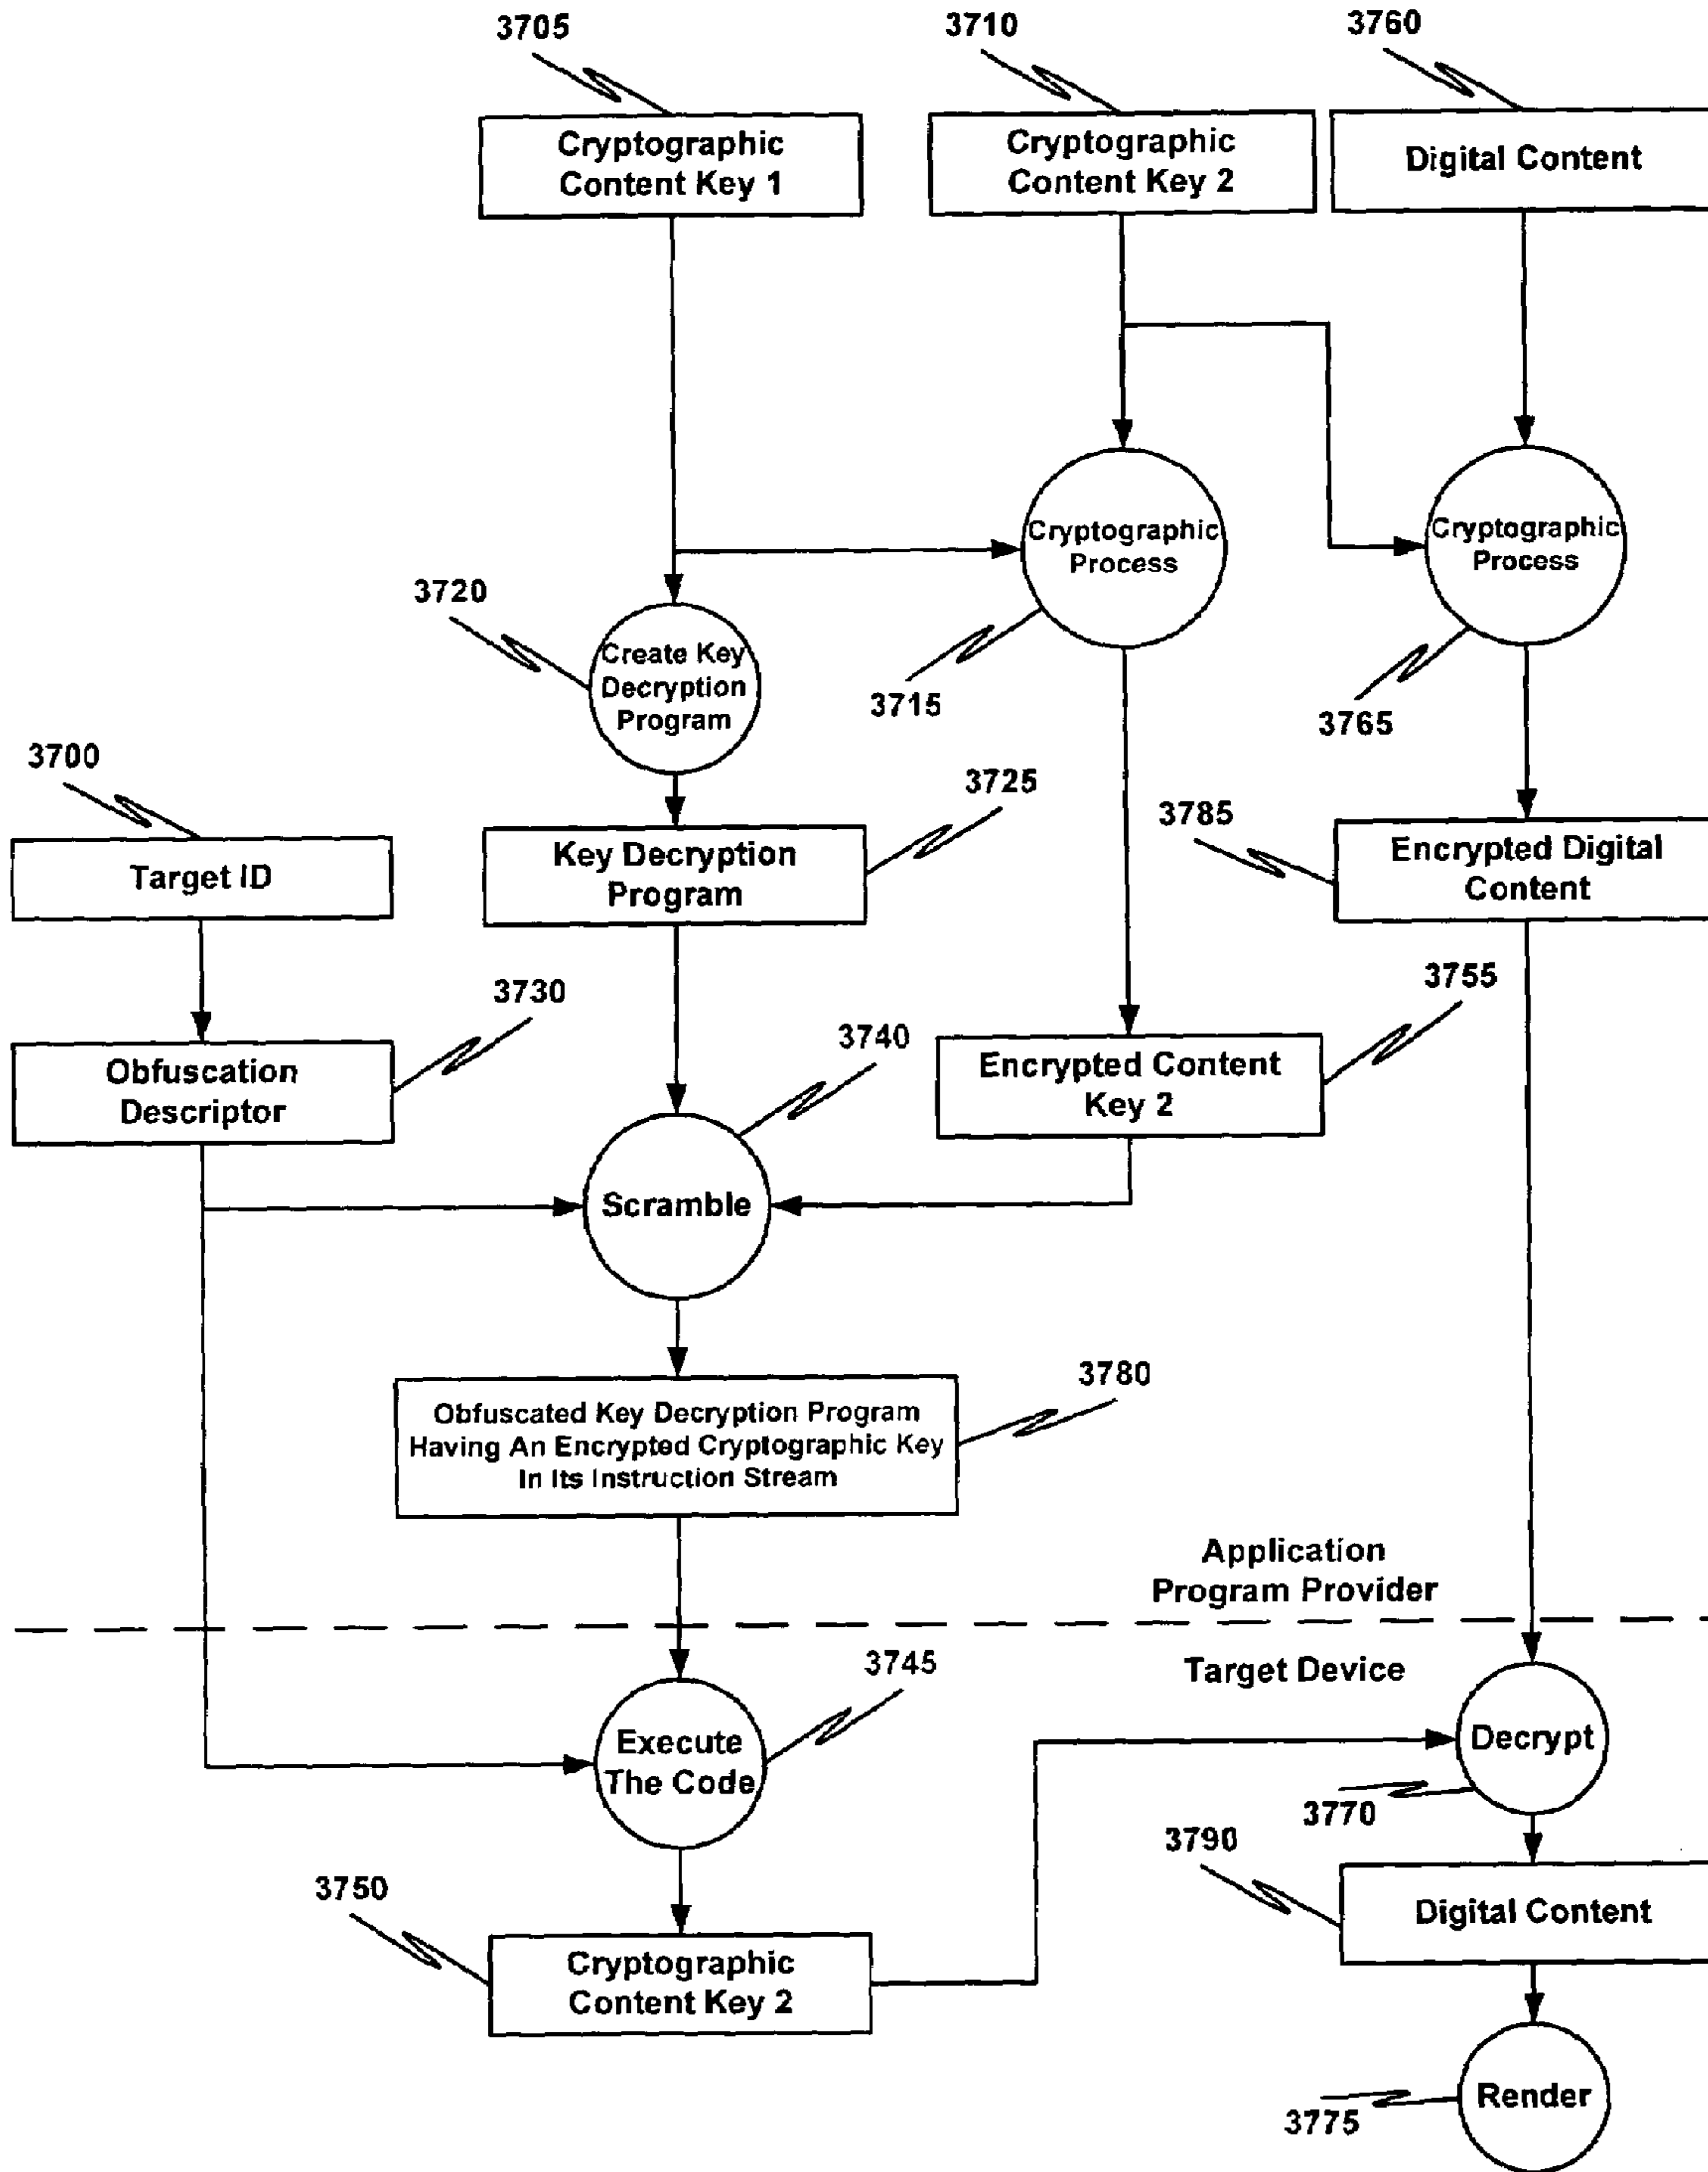 3705
3710
3760
Cryptographic
Content Key 1
Cryptographic
Content Key 2
Digital Content
Cryptographic
Process
Cryptographic
Process
3720
Create Key
Decryption
Program
3715
3765
3700
3725
3785
Target ID
Key Decryption
Program
Encrypted Digital
Content
3730
3755
3740
Obfuscation
Descriptor
Encrypted Content
Key 2
Scramble
3780
Obfuscated Key Decryption Program
Having An Encrypted Cryptographic Key
In Its Instruction Stream
Application
Program Provider
3745
Target Device
Execute
The Code
Decrypt
3770
3790
3750
Digital Content
Cryptographic
Content Key 2
Render
3775